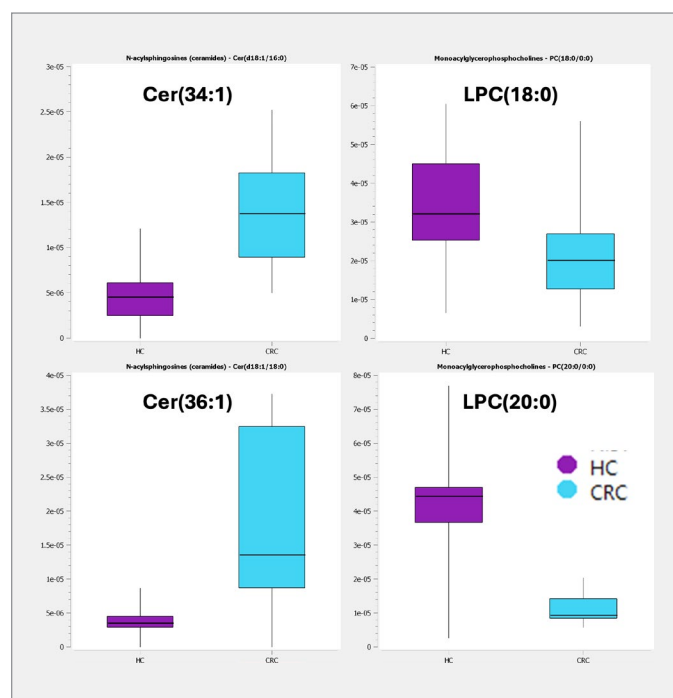 N-acylsphingosines (ceramides) - Cer(d18:1/16:0)
Cer(34:1)
3e-05
2.5e-05
2e-05
1.5e-05
1e-05
5e-06
0
HC CRC
Monoacylglycerophosphocholines - PC(18:0/0:0)
LPC(18:0)
7e-05
6e-05
5e-05
4e-05
3e-05
2e-05
1e-05
0
HC CRC
N-acylsphingosines (ceramides) - Cer(d18:1/18:0)
Cer(36:1)
4e-05
3.5e-05
3e-05
2.5e-05
2e-05
1.5e-05
1e-05
5e-06
0
HC CRC
Monoacylglycerophosphocholines - PC(20:0/0:0)
LPC(20:0)
8e-05
7e-05
6e-05
5e-05
4e-05
3e-05
2e-05
1e-05
0
HC CRC
HC
CRC